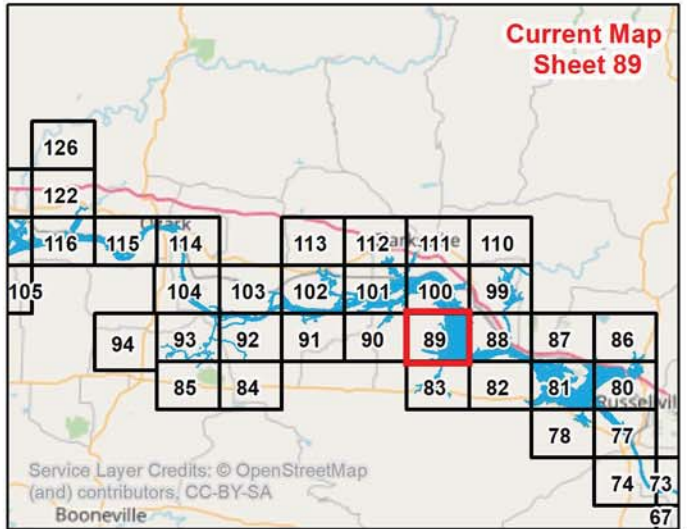 Current Map
Sheet 89
126
122
116 115 114 113 112 111 110
105 104 103 102 101 100 99
94 93 92 91 90 89 88 87 86
85 84 83 82 81 80
Russellvil
78 77
74 73
67
Service Layer Credits: © OpenStreetMap
(and) contributors, CC-BY-SA
Booneville